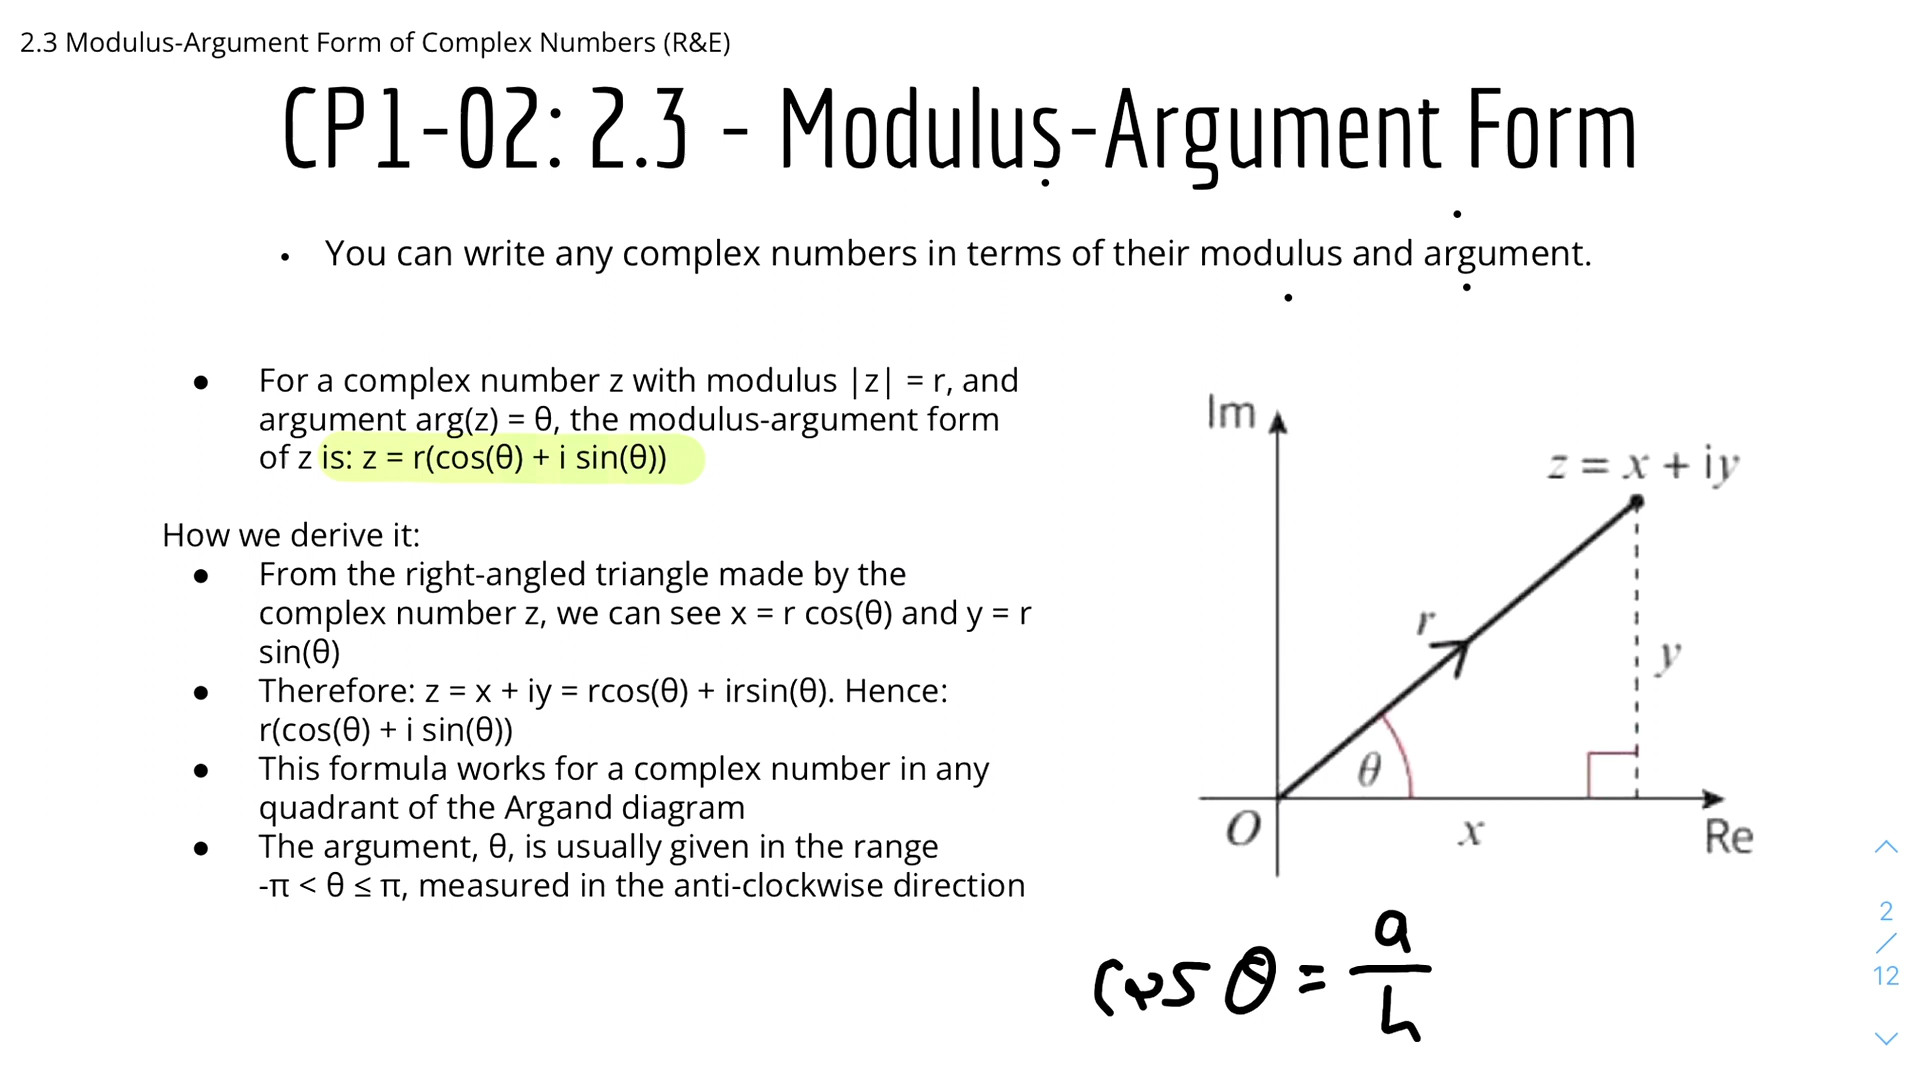 2.3 Modulus-Argument Form of Complex Numbers (R&E)
CP1-02: 2.3 - Modulus-Argument Form
• You can write any complex numbers in terms of their modulus and argument.
● For a complex number z with modulus |z| = r, and
argument arg(z) = θ, the modulus-argument form
of z is: z = r(cos(θ) + i sin(θ))
How we derive it:
● From the right-angled triangle made by the
complex number z, we can see x = r cos(θ) and y = r
sin(θ)
● Therefore: z = x + iy = rcos(θ) + irsin(θ). Hence:
r(cos(θ) + i sin(θ))
● This formula works for a complex number in any
quadrant of the Argand diagram
● The argument, θ, is usually given in the range
-π < θ ≤ π, measured in the anti-clockwise direction
Im
z = x + iy
r
y
θ
O
x
Re
cos θ = a/h
2
/
12